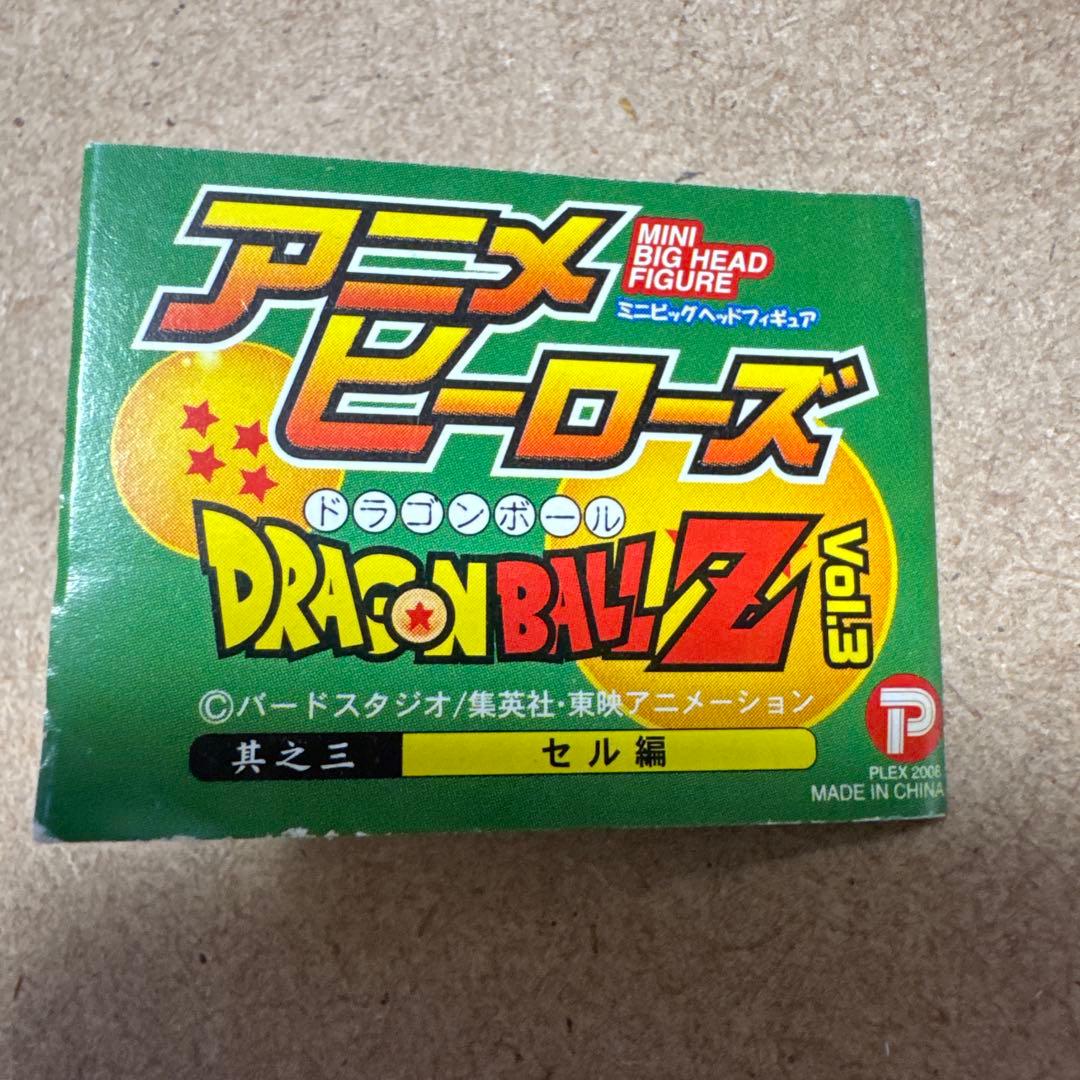 アニメ
ヒーローズ
MINI
BIG HEAD
FIGURE
ミニビッグヘッドフィギュア
ドラゴンボール
DRAGON BALL Z
Vol.3
©バードスタジオ/集英社・東映アニメーション
其之三 セル編
P
PLEX 2006
MADE IN CHINA